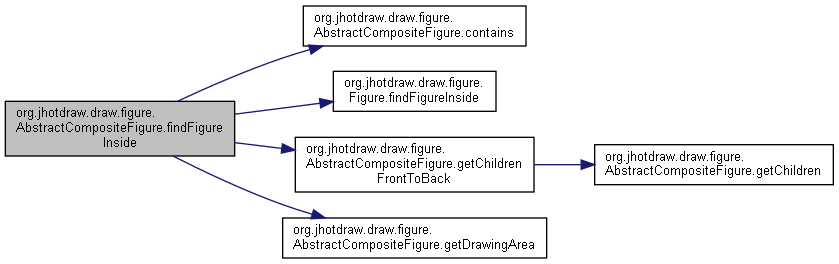 org.jhotdraw.draw.figure.
AbstractCompositeFigure.findFigure
Inside
org.jhotdraw.draw.figure.
AbstractCompositeFigure.contains
org.jhotdraw.draw.figure.
Figure.findFigureInside
org.jhotdraw.draw.figure.
AbstractCompositeFigure.getChildren
FrontToBack
org.jhotdraw.draw.figure.
AbstractCompositeFigure.getChildren
org.jhotdraw.draw.figure.
AbstractCompositeFigure.getDrawingArea